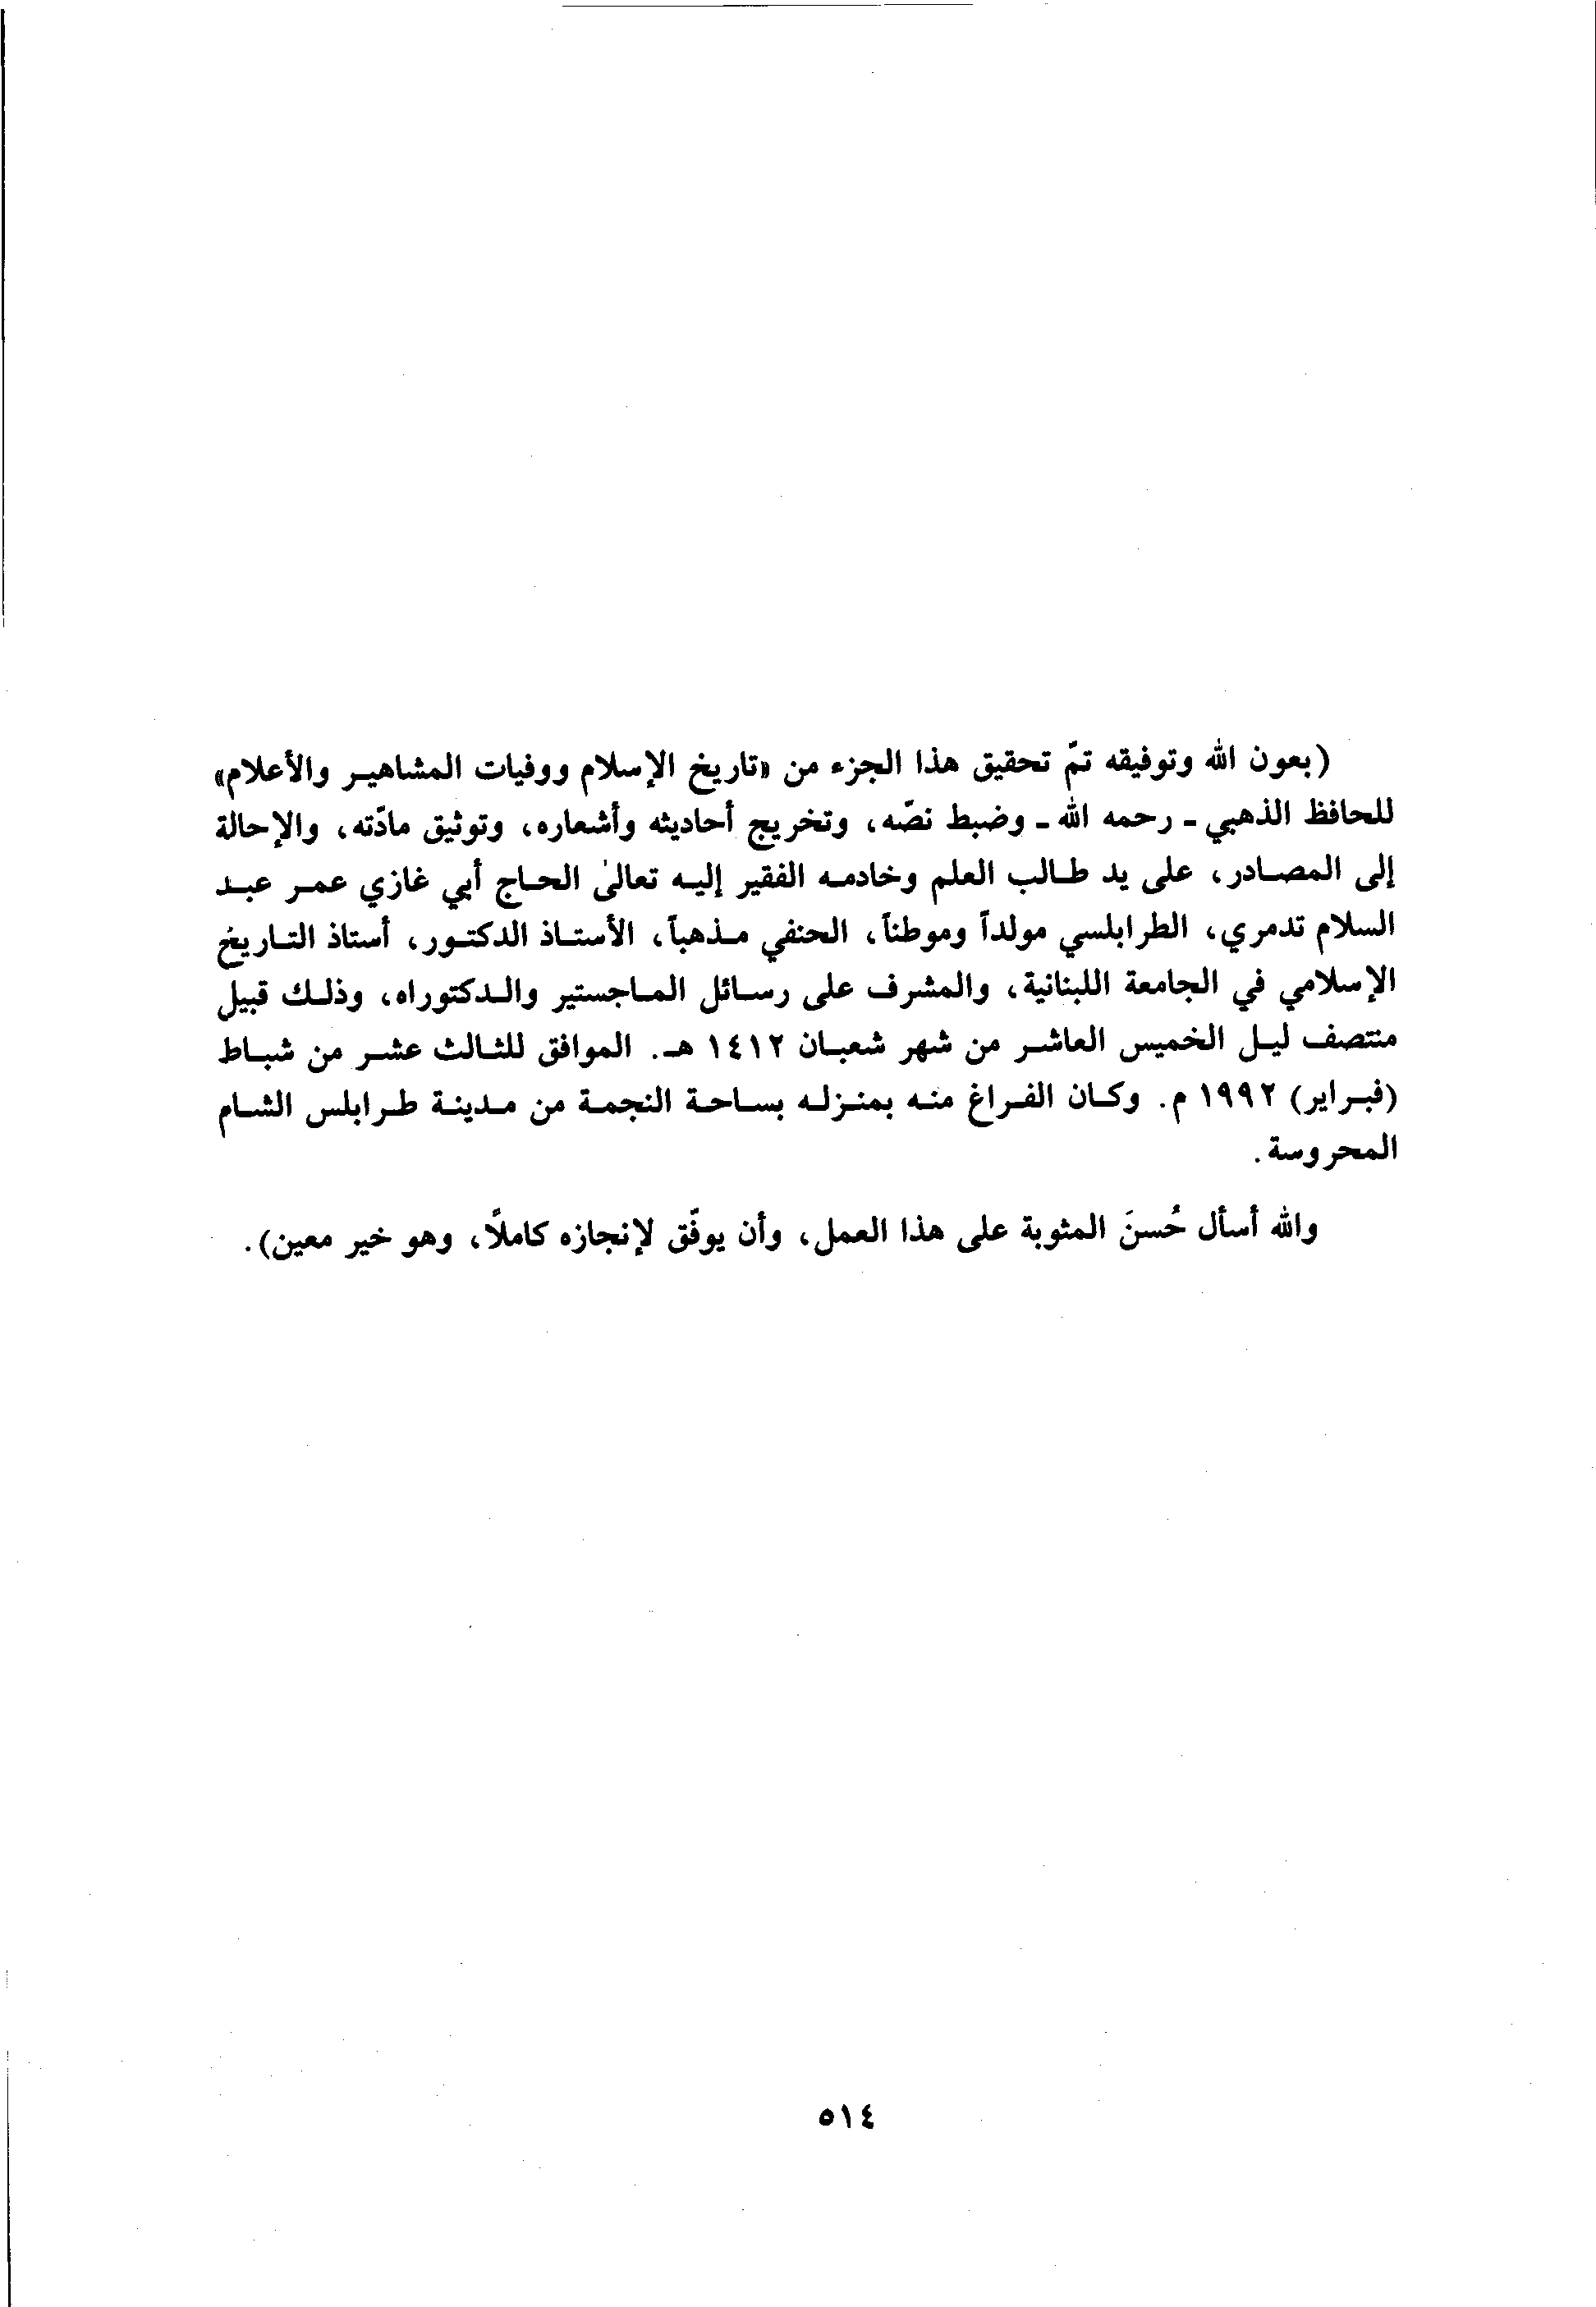 (بعون الله وتوفيقه تمّ تحقيق هذا الجزء من «تاريخ الإسلام ووفيات المشاهير والأعلام»
للحافظ الذهبي - رحمه الله - وضبط نصّه، وتخريج أحاديثه وأشعاره، وتوثيق مادّته، والإحالة
إلى المصادر، على يد طالب العلم وخادمه الفقير إليه تعالىٰ الحاج أبي غازي عمر عبد
السلام تدمري، الطرابلسي مولداً وموطناً، الحنفي مذهباً، الأستاذ الدكتور، أستاذ التاريخ
الإسلامي في الجامعة اللبنانية، والمشرف على رسائل الماجستير والدكتوراه، وذلك قبيل
منتصف ليل الخميس العاشر من شهر شعبان ١٤١٢ هـ. الموافق للثالث عشر من شباط
(فبراير) ١٩٩٢ م. وكان الفراغ منه بمنزله بساحة النجمة من مدينة طرابلس الشام
المحروسة.
والله أسأل حُسنَ المثوبة على هذا العمل، وأن يوفّق لإنجازه كاملاً، وهو خير معين).
٥١٤